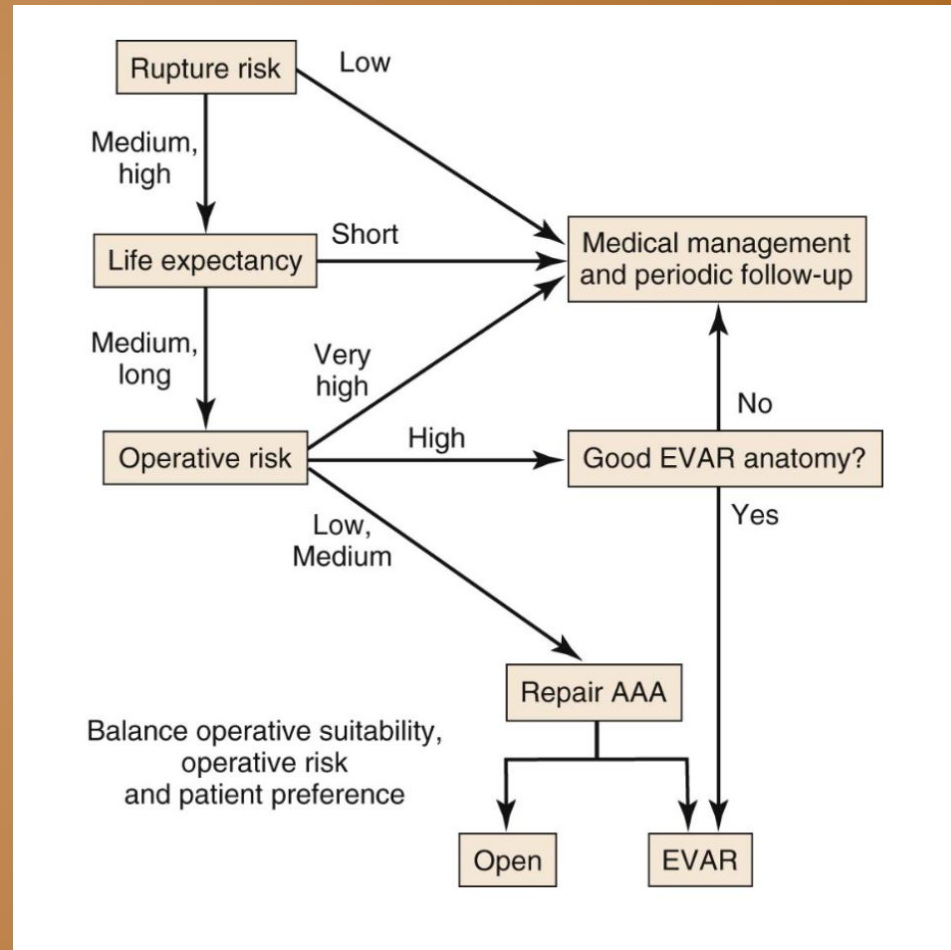 Rupture risk
Low
Medium,
high
Life expectancy
Short
Medical management
and periodic follow-up
Medium,
long
Very
high
No
Operative risk
High
Good EVAR anatomy?
Yes
Low,
Medium
Repair AAA
Balance operative suitability,
operative risk
and patient preference
Open
EVAR